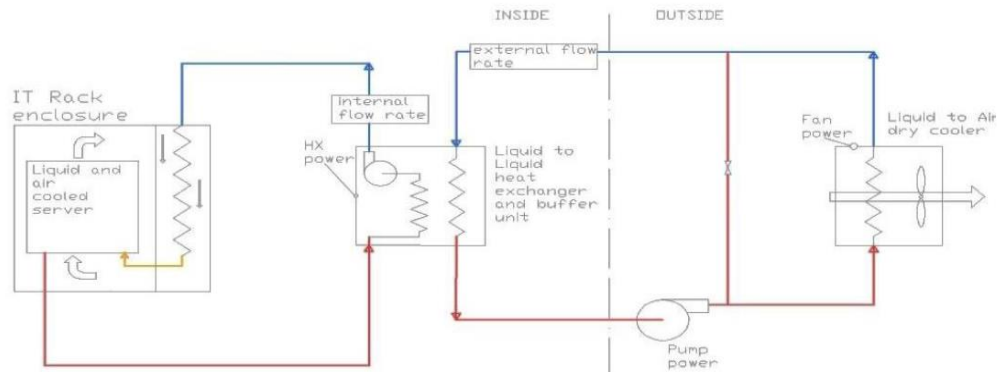 INSIDE
OUTSIDE
external flow
rate
IT Rack
enclosure
Internal
flow rate
HX
power
Liquid to
Liquid
heat
exchanger
and buffer
unit
Fan
power
Liquid to Air
dry cooler
Liquid and
air
cooled
server
Pump
power